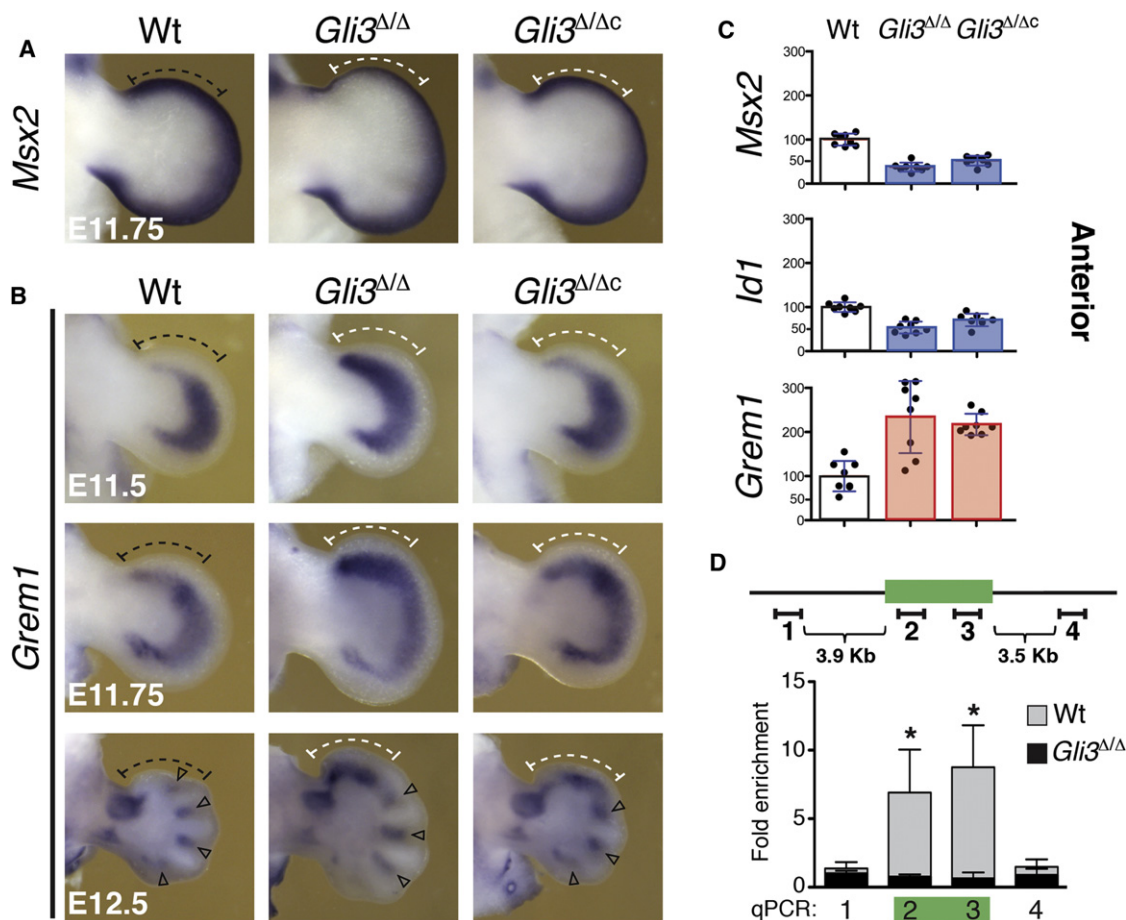 A
Wt
Gli3Δ/Δ
Gli3Δ/Δc
Msx2
E11.75
B
Wt
Gli3Δ/Δ
Gli3Δ/Δc
Grem1
E11.5
E11.75
E12.5
C
Wt
Gli3Δ/Δ
Gli3Δ/Δc
Msx2
300
200
100
50
0
Id1
300
200
100
50
0
Grem1
300
200
100
50
0
Anterior
D
1
2
3
4
3.9 Kb
3.5 Kb
Fold enrichment
15
10
5
0
*
*
Wt
Gli3Δ/Δ
qPCR: 1 2 3 4